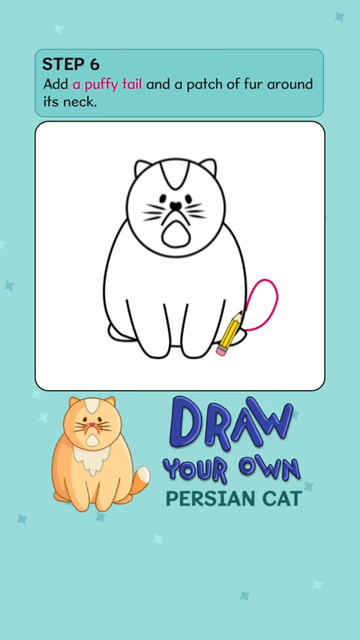 STEP 6
Add a puffy tail and a patch of fur around
its neck.
DRAW
YOUR OWN
PERSIAN CAT